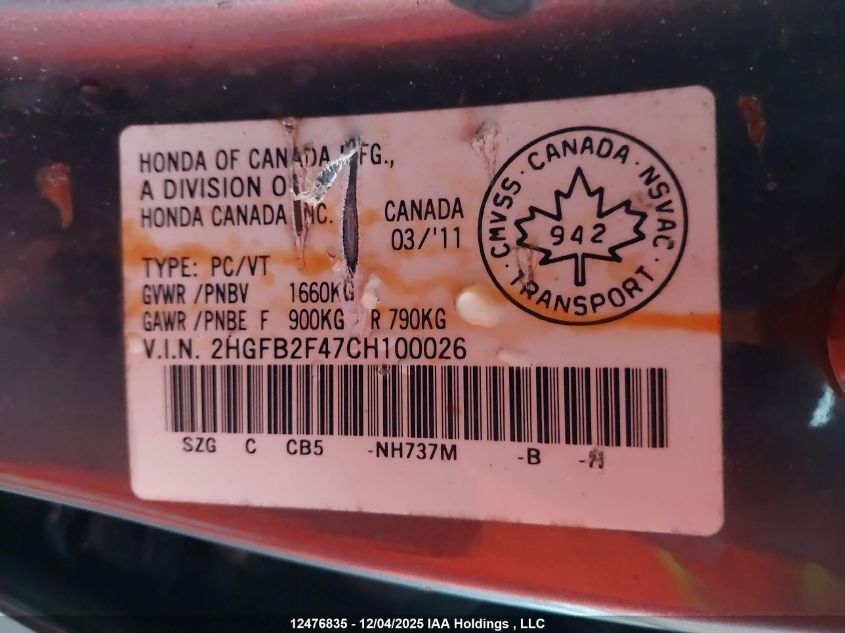 HONDA OF CANADA MFG.,
A DIVISION OF
HONDA CANADA INC.
CANADA
03/'11
CMVSS · CANADA · NSVAC · TRANSPORT ·
942
TYPE: PC/VT
GVWR /PNBV 1660KG
GAWR /PNBE F 900KG R 790KG
V.I.N. 2HGFB2F47CH100026
SZG C CB5 -NH737M -B -A
12476835 - 12/04/2025 IAA Holdings , LLC